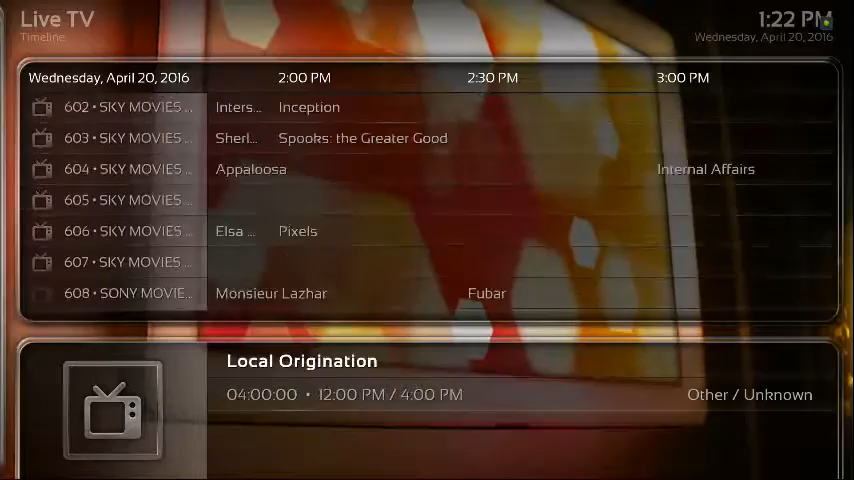 Live TV
1:22 PM
Timeline
Wednesday, April 20, 2016
Wednesday, April 20, 2016 2:00 PM 2:30 PM 3:00 PM
602 • SKY MOVIES ... Inters... Inception
603 • SKY MOVIES ... Sherl... Spooks: the Greater Good
604 • SKY MOVIES ... Appaloosa Internal Affairs
605 • SKY MOVIES ...
606 • SKY MOVIES ... Elsa ... Pixels
607 • SKY MOVIES ...
608 • SONY MOVIE... Monsieur Lazhar Fubar
Local Origination
04:00:00 • 12:00 PM / 4:00 PM Other / Unknown